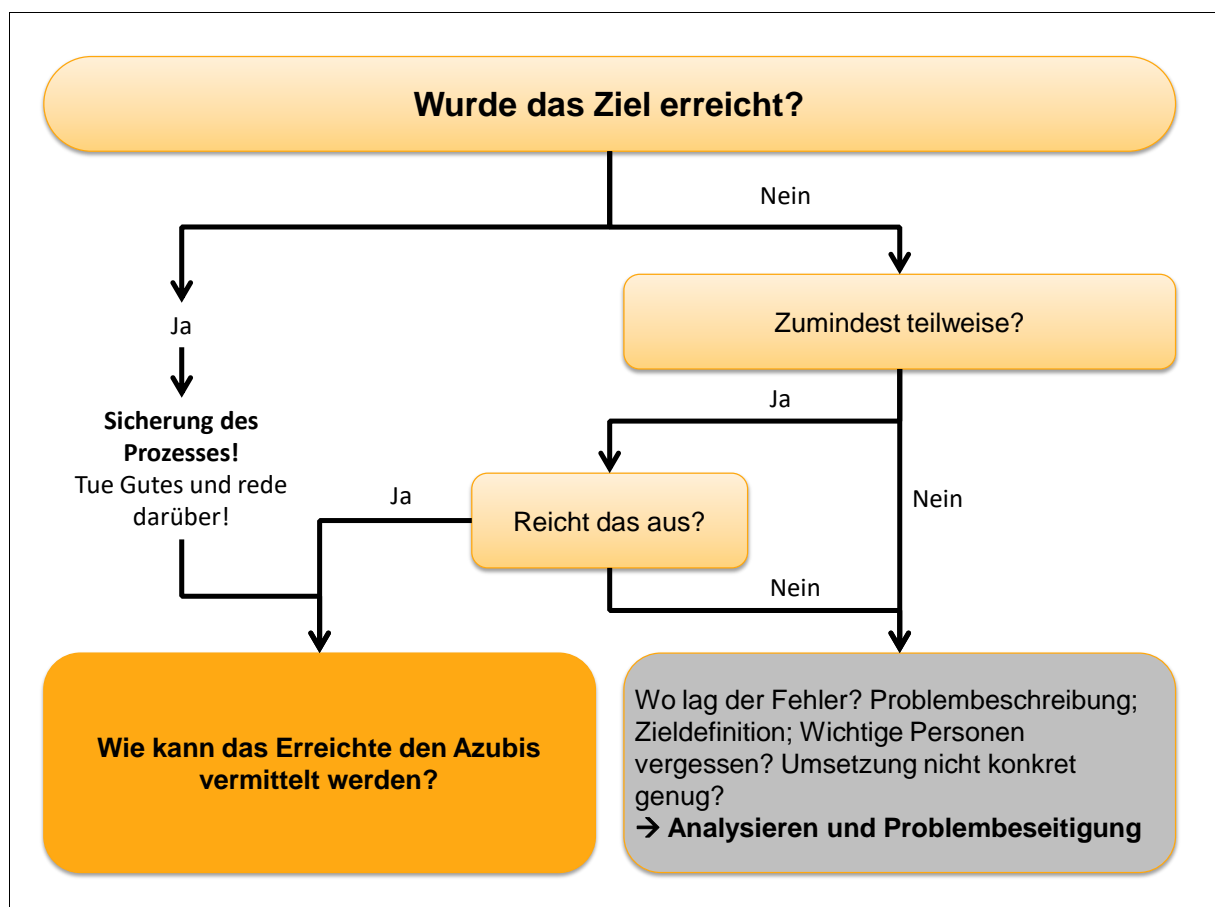 Wurde das Ziel erreicht?
Nein
Ja
Zumindest teilweise?
Ja
Nein
Sicherung des
Prozesses!
Tue Gutes und rede
darüber!
Ja
Reicht das aus?
Nein
Wie kann das Erreichte den Azubis
vermittelt werden?
Wo lag der Fehler? Problembeschreibung;
Zieldefinition; Wichtige Personen
vergessen? Umsetzung nicht konkret
genug?
→ Analysieren und Problembeseitigung